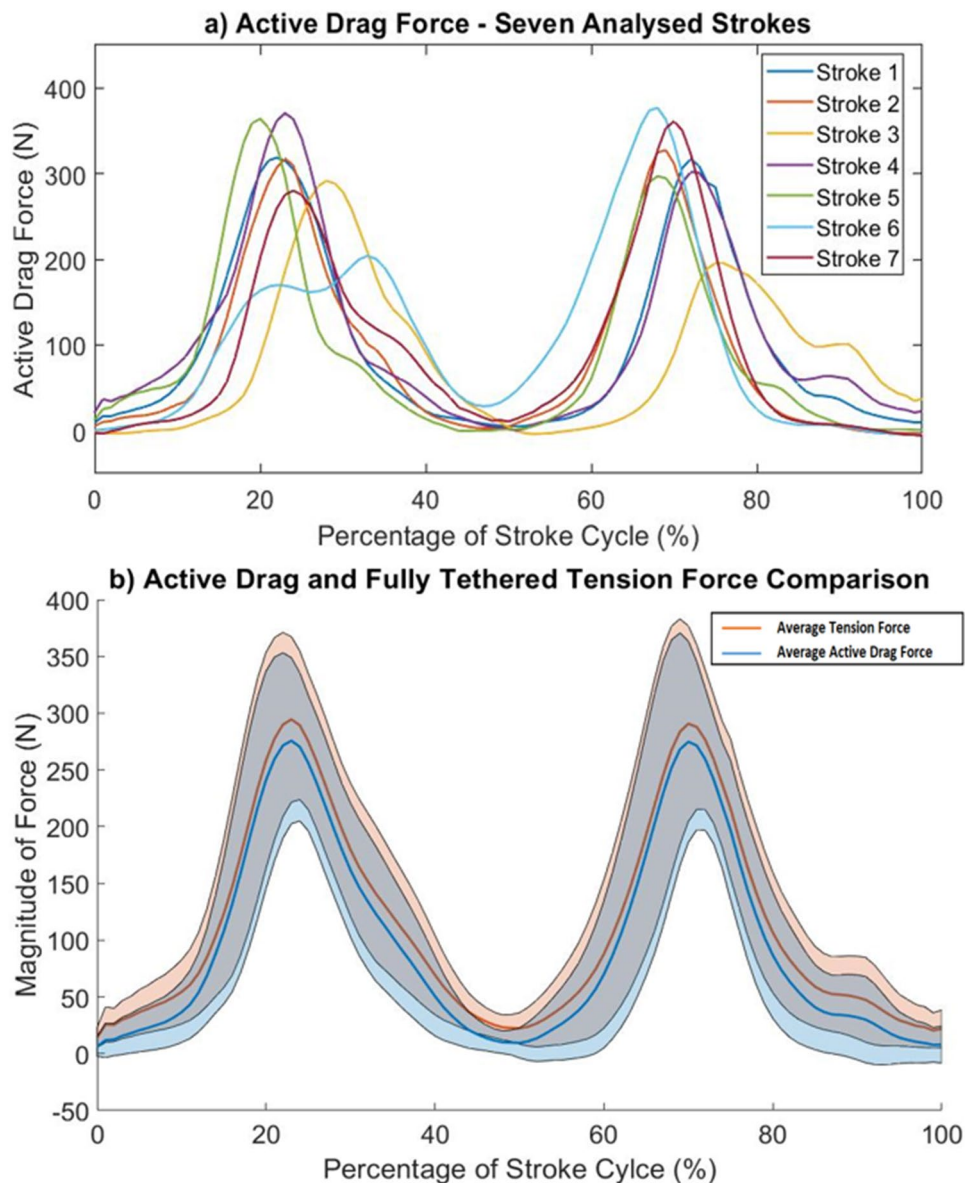 a) Active Drag Force - Seven Analysed Strokes
Active Drag Force (N)
400
300
200
100
0
Stroke 1
Stroke 2
Stroke 3
Stroke 4
Stroke 5
Stroke 6
Stroke 7
0 20 40 60 80 100
Percentage of Stroke Cycle (%)
b) Active Drag and Fully Tethered Tension Force Comparison
Magnitude of Force (N)
400
350
300
250
200
150
100
50
0
-50
Average Tension Force
Average Active Drag Force
0 20 40 60 80 100
Percentage of Stroke Cylce (%)